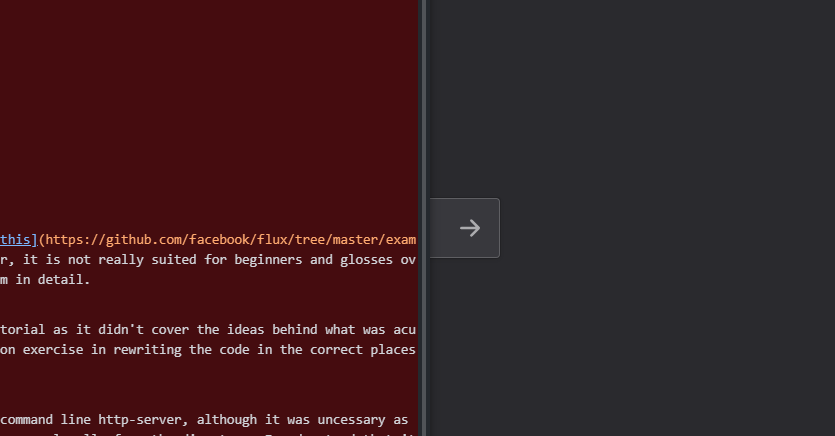 this](https://github.com/facebook/flux/tree/master/exam
r, it is not really suited for beginners and glosses ov
m in detail.
torial as it didn't cover the ideas behind what was acu
on exercise in rewriting the code in the correct places
command line http-server, although it was uncessary as